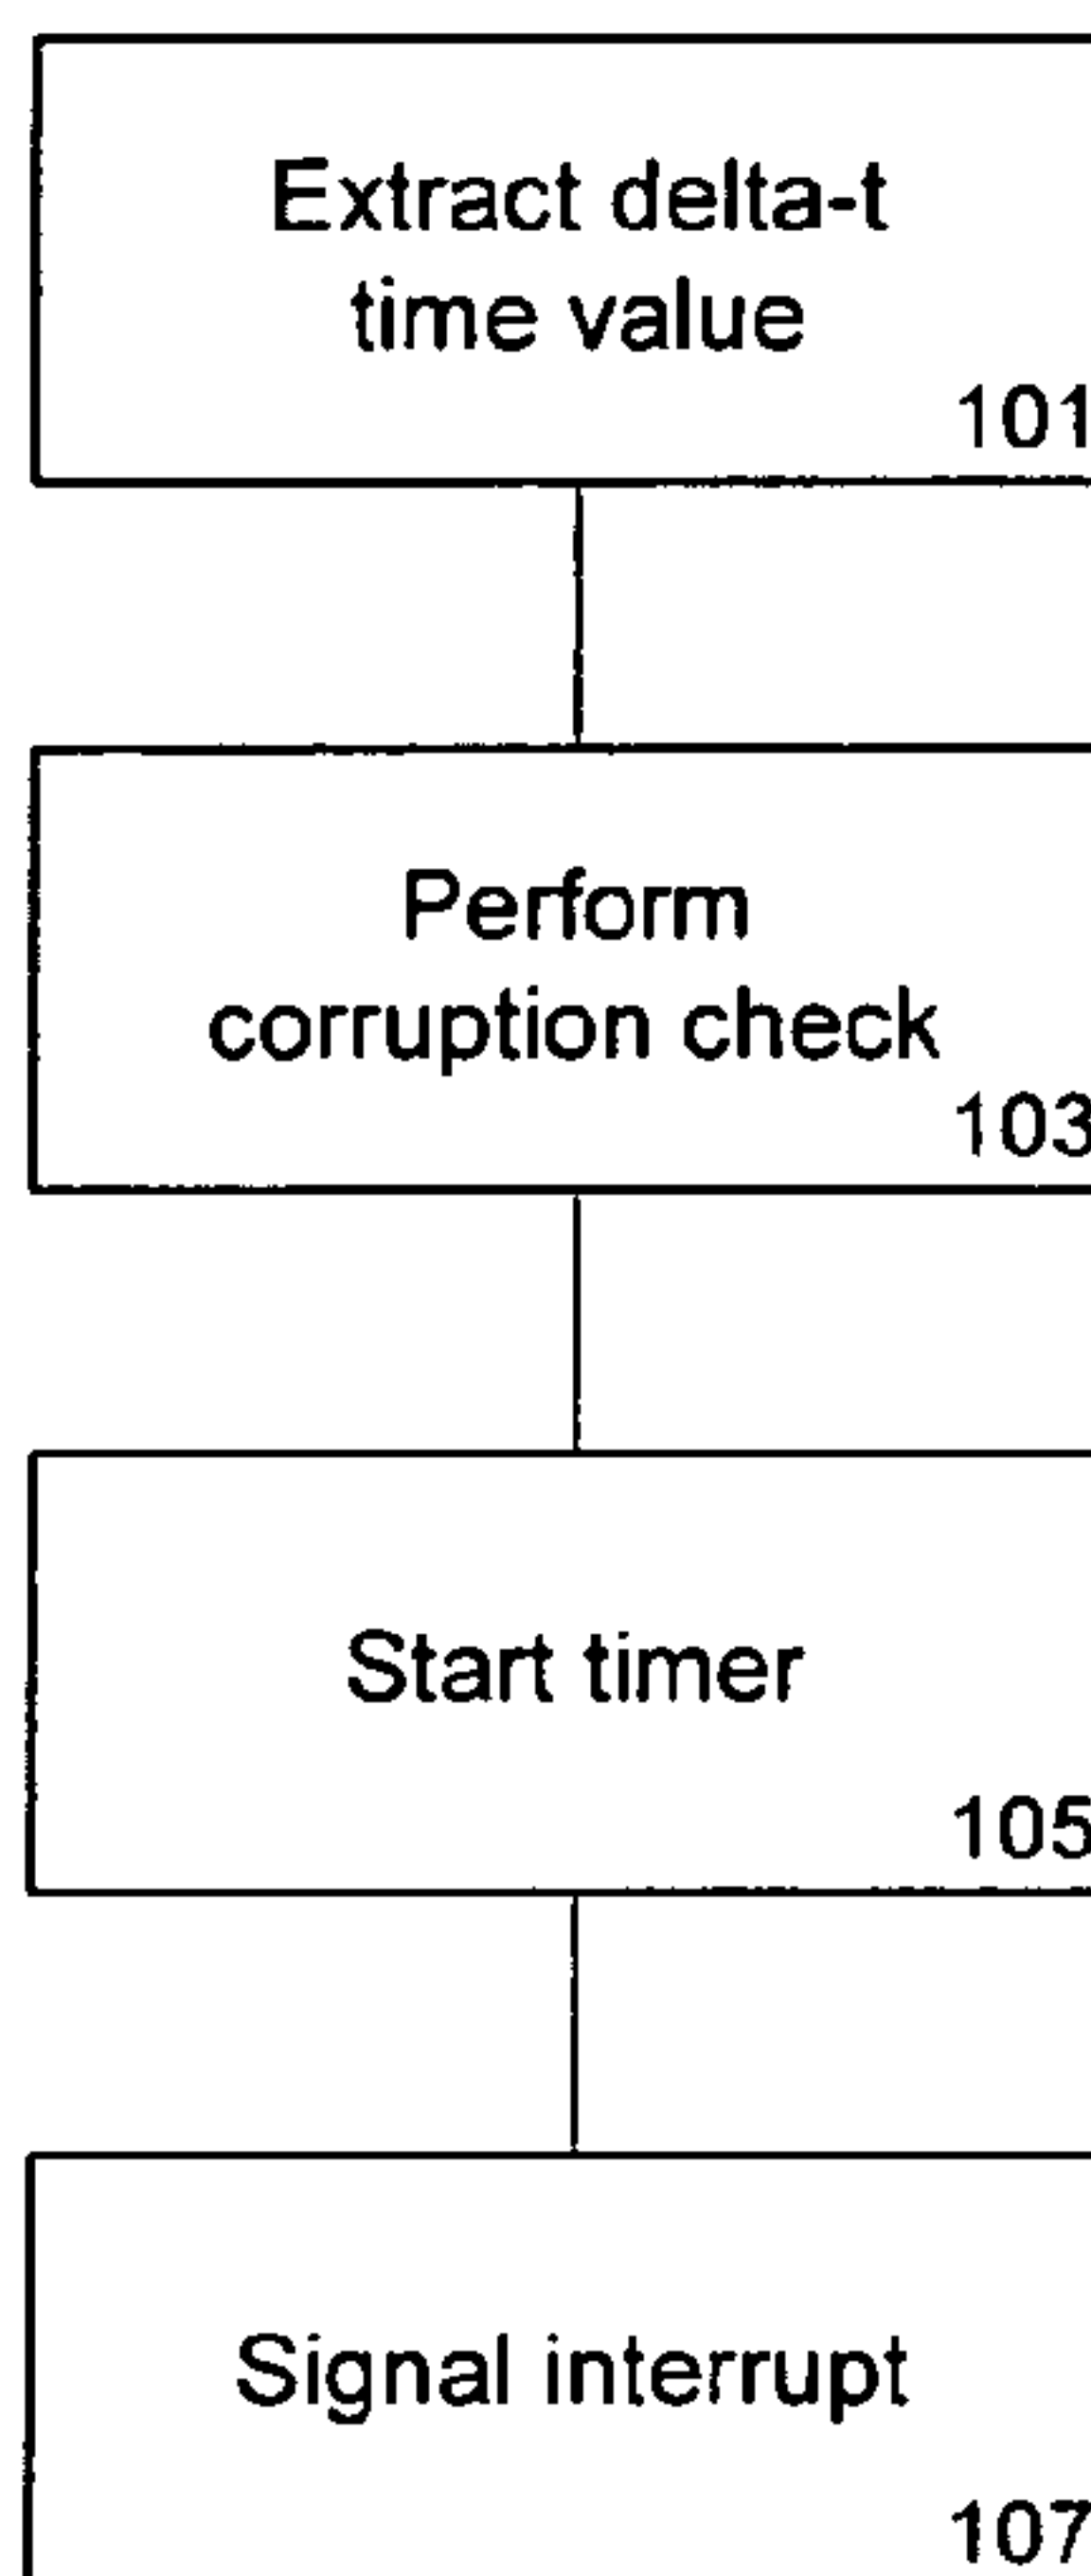 Extract delta-t
time value
101
Perform
corruption check
103
Start timer
105
Signal interrupt
107